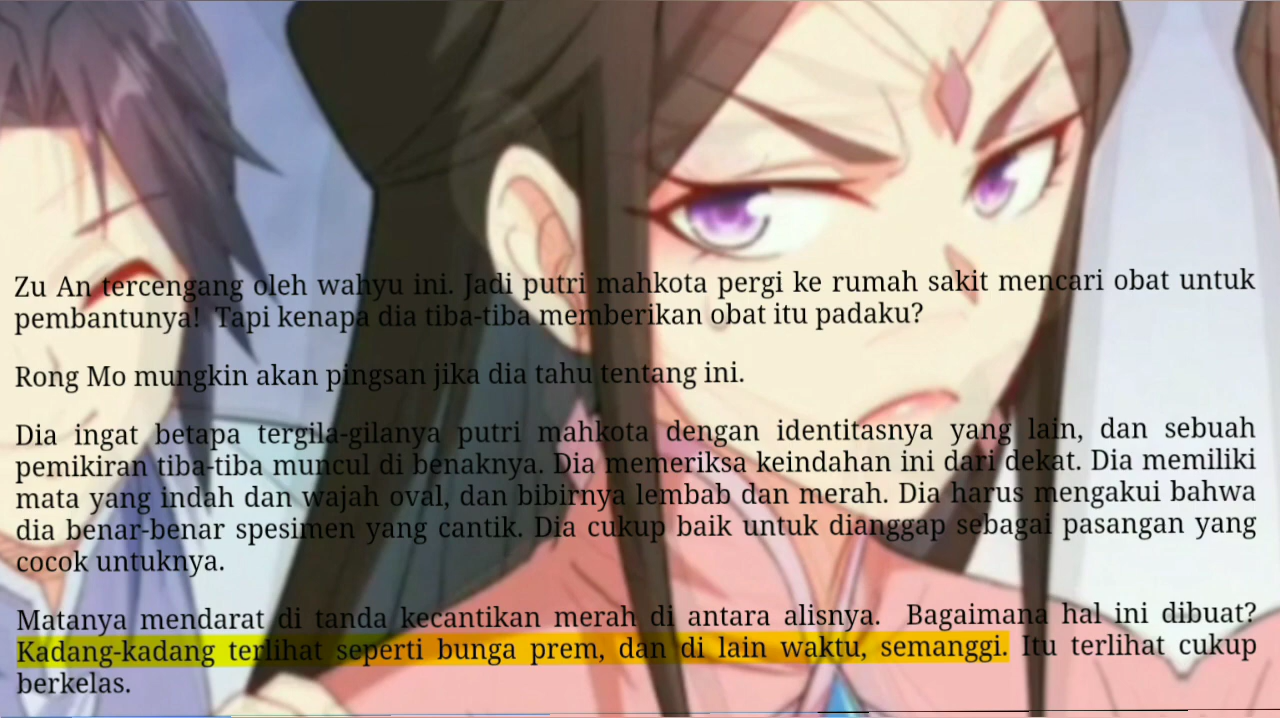 Zu An tercengang oleh wahyu ini. Jadi putri mahkota pergi ke rumah sakit mencari obat untuk
pembantunya! Tapi kenapa dia tiba-tiba memberikan obat itu padaku?
Rong Mo mungkin akan pingsan jika dia tahu tentang ini.
Dia ingat betapa tergila-gilanya putri mahkota dengan identitasnya yang lain, dan sebuah
pemikiran tiba-tiba muncul di benaknya. Dia memeriksa keindahan ini dari dekat. Dia memiliki
mata yang indah dan wajah oval, dan bibirnya lembab dan merah. Dia harus mengakui bahwa
dia benar-benar spesimen yang cantik. Dia cukup baik untuk dianggap sebagai pasangan yang
cocok untuknya.
Matanya mendarat di tanda kecantikan merah di antara alisnya. Bagaimana hal ini dibuat?
Kadang-kadang terlihat seperti bunga prem, dan di lain waktu, semanggi. Itu terlihat cukup
berkelas.